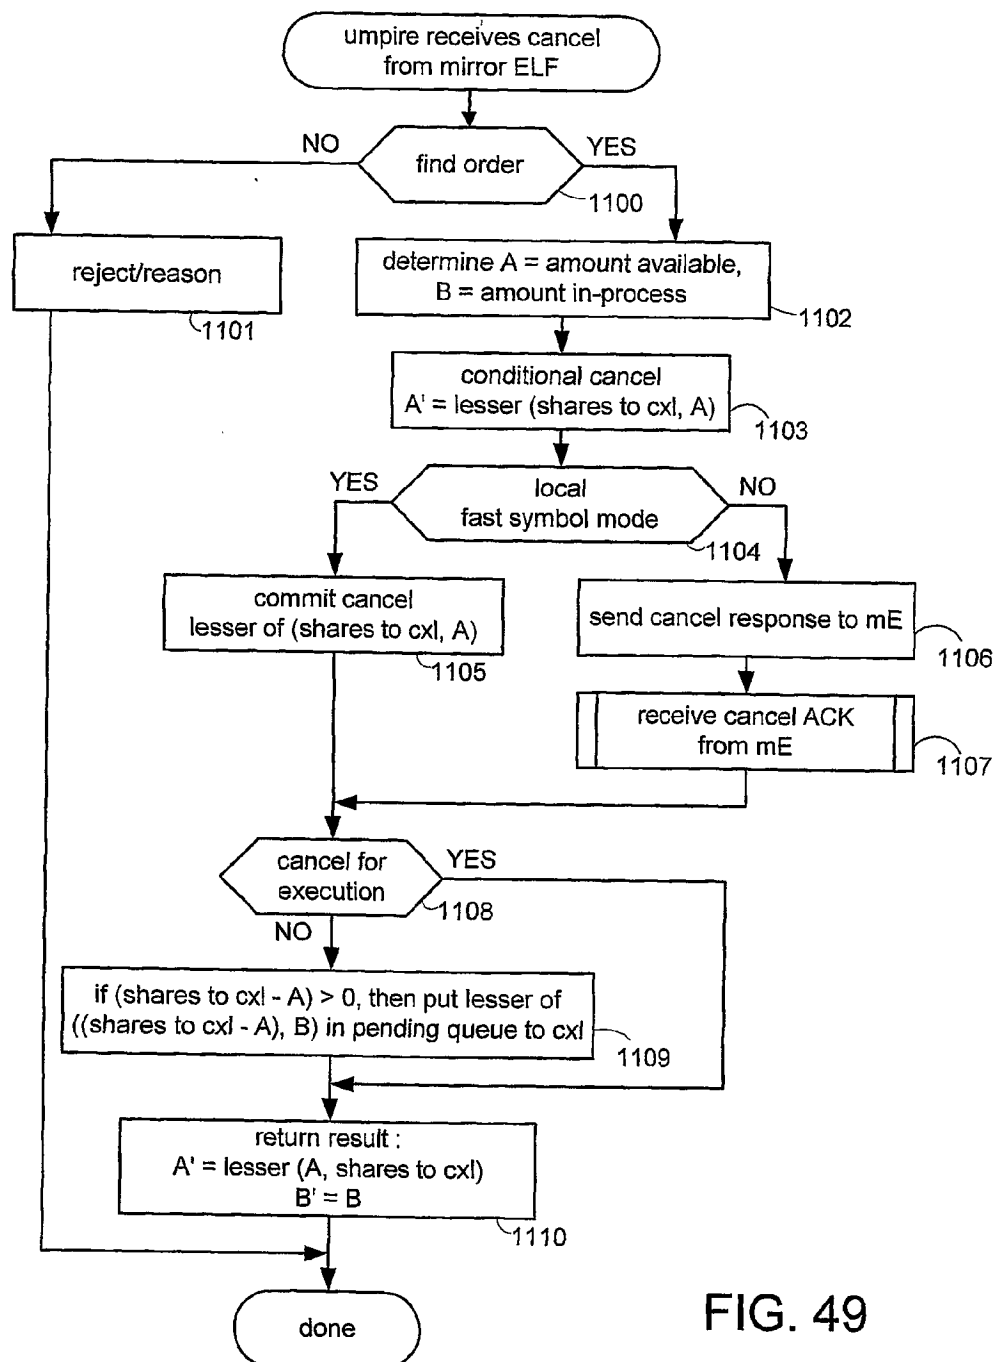 umpire receives cancel
from mirror ELF
NO
find order
YES
1100
reject/reason
1101
determine A = amount available,
B = amount in-process
1102
conditional cancel
A' = lesser (shares to cxl, A)
1103
YES
local
fast symbol mode
NO
1104
commit cancel
lesser of (shares to cxl, A)
1105
send cancel response to mE
1106
receive cancel ACK
from mE
1107
cancel for
execution
YES
1108
NO
if (shares to cxl - A) > 0, then put lesser of
((shares to cxl - A), B) in pending queue to cxl
1109
return result :
A' = lesser (A, shares to cxl)
B' = B
1110
done
FIG. 49